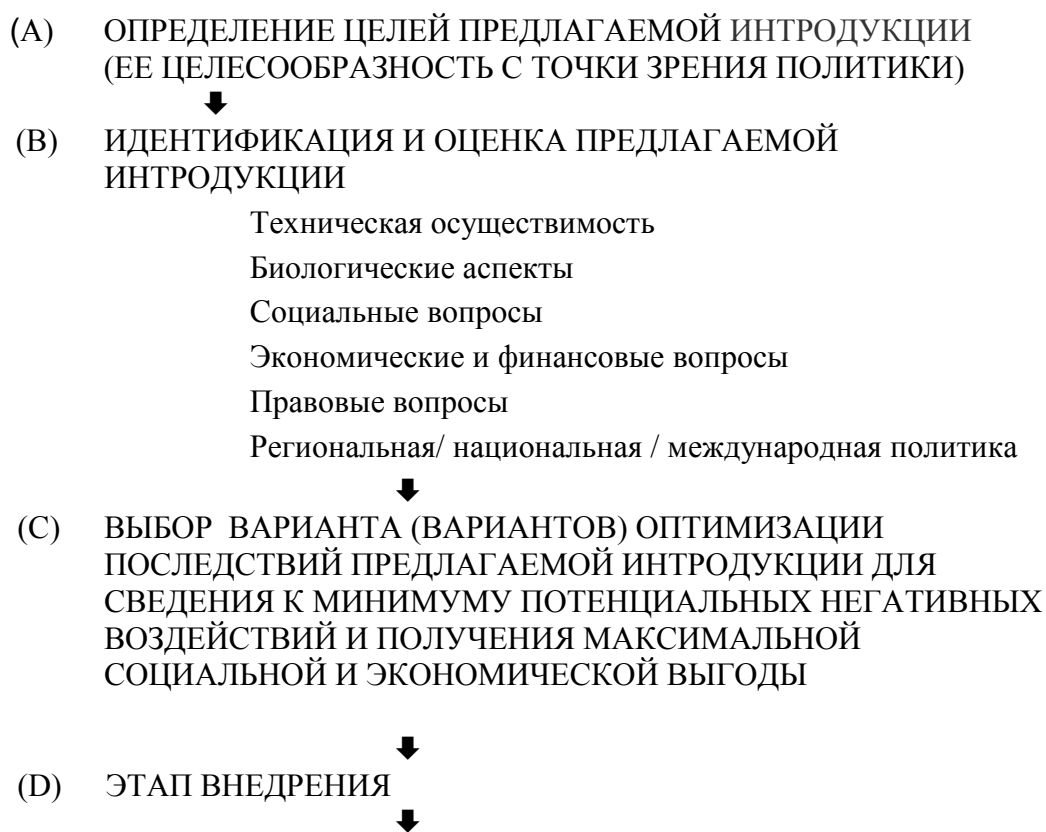 (A) ОПРЕДЕЛЕНИЕ ЦЕЛЕЙ ПРЕДЛАГАЕМОЙ ИНТРОДУКЦИИ
(ЕЕ ЦЕЛЕСООБРАЗНОСТЬ С ТОЧКИ ЗРЕНИЯ ПОЛИТИКИ)
(B) ИДЕНТИФИКАЦИЯ И ОЦЕНКА ПРЕДЛАГАЕМОЙ
ИНТРОДУКЦИИ
Техническая осуществимость
Биологические аспекты
Социальные вопросы
Экономические и финансовые вопросы
Правовые вопросы
Региональная/ национальная / международная политика
(C) ВЫБОР ВАРИАНТА (ВАРИАНТОВ) ОПТИМИЗАЦИИ
ПОСЛЕДСТВИЙ ПРЕДЛАГАЕМОЙ ИНТРОДУКЦИИ ДЛЯ
СВЕДЕНИЯ К МИНИМУМУ ПОТЕНЦИАЛЬНЫХ НЕГАТИВНЫХ
ВОЗДЕЙСТВИЙ И ПОЛУЧЕНИЯ МАКСИМАЛЬНОЙ
СОЦИАЛЬНОЙ И ЭКОНОМИЧЕСКОЙ ВЫГОДЫ
(D) ЭТАП ВНЕДРЕНИЯ